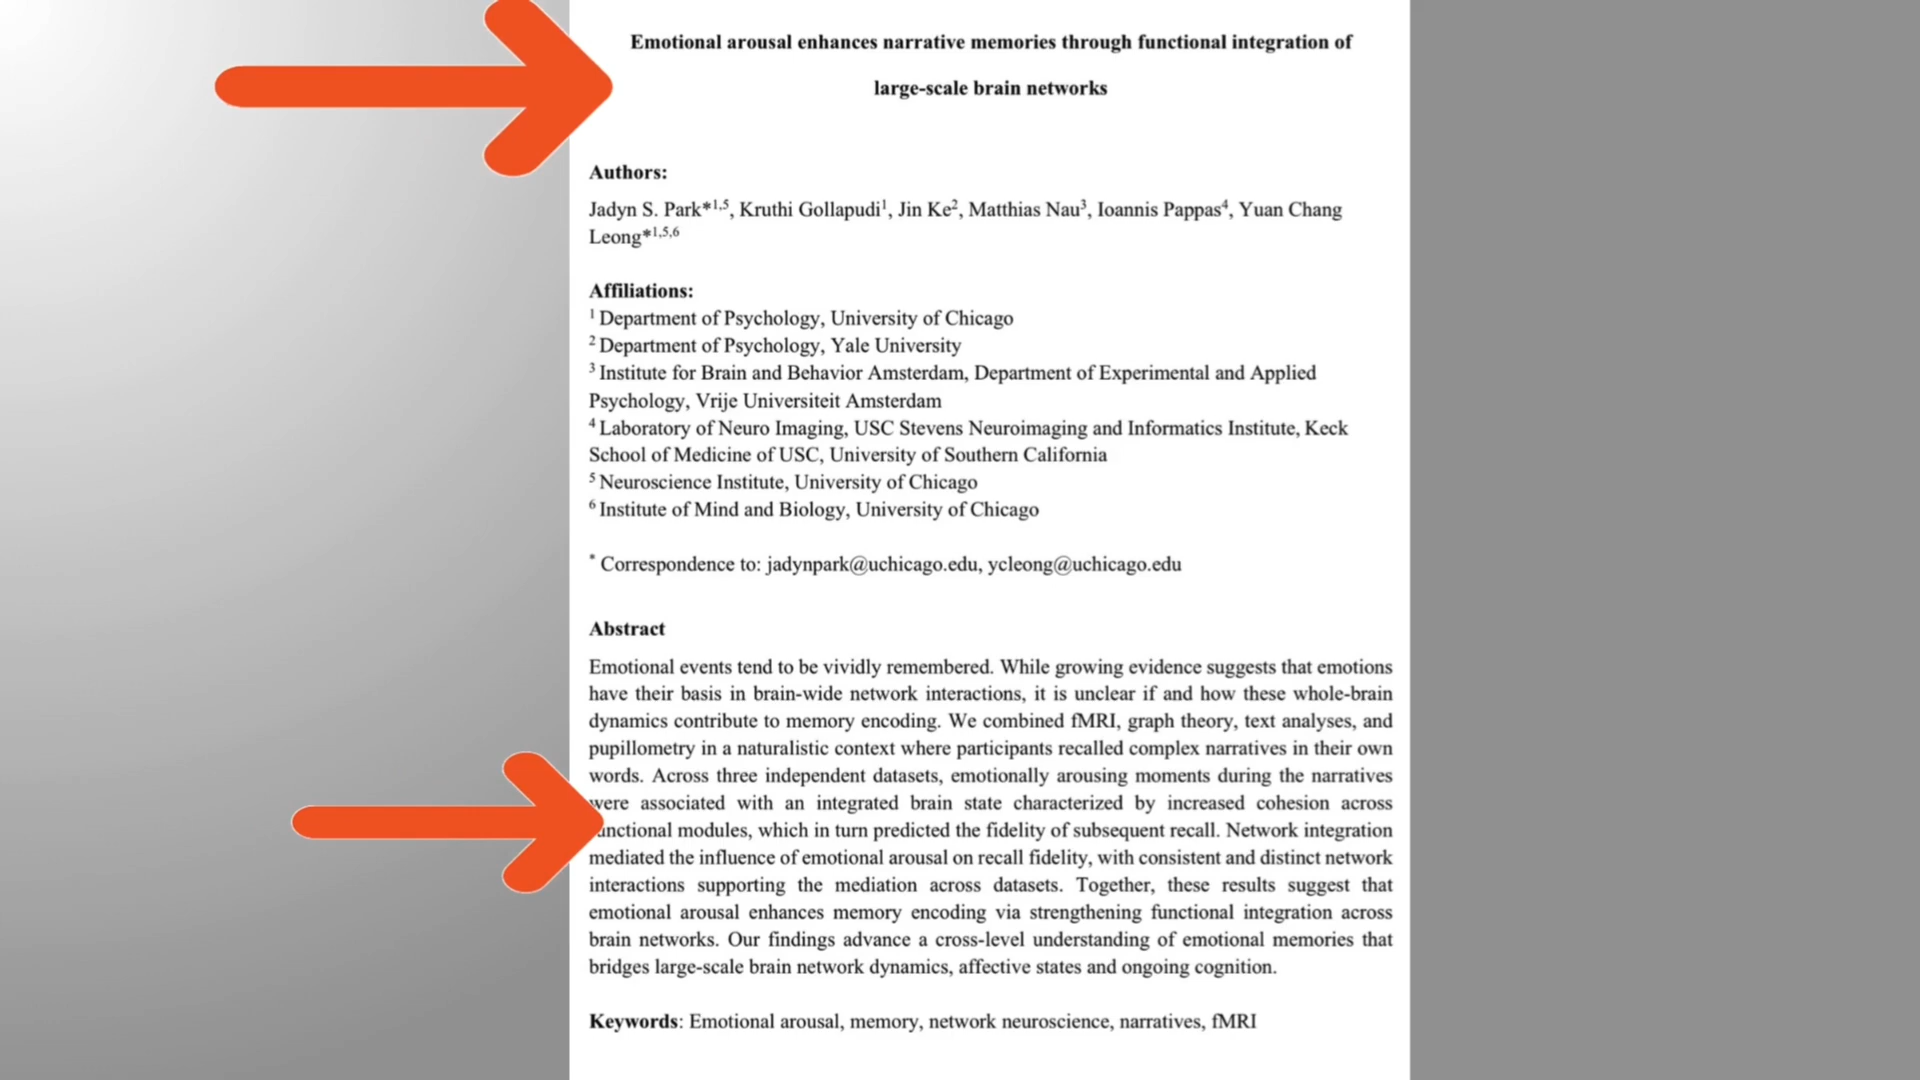 Emotional arousal enhances narrative memories through functional integration of
large-scale brain networks
Authors:
Jadyn S. Park*1,5, Kruthi Gollapudi1, Jin Ke2, Matthias Nau3, Ioannis Pappas4, Yuan Chang
Leong*1,5,6
Affiliations:
1 Department of Psychology, University of Chicago
2 Department of Psychology, Yale University
3 Institute for Brain and Behavior Amsterdam, Department of Experimental and Applied
Psychology, Vrije Universiteit Amsterdam
4 Laboratory of Neuro Imaging, USC Stevens Neuroimaging and Informatics Institute, Keck
School of Medicine of USC, University of Southern California
5 Neuroscience Institute, University of Chicago
6 Institute of Mind and Biology, University of Chicago
* Correspondence to: jadynpark@uchicago.edu, ycleong@uchicago.edu
Abstract
Emotional events tend to be vividly remembered. While growing evidence suggests that emotions
have their basis in brain-wide network interactions, it is unclear if and how these whole-brain
dynamics contribute to memory encoding. We combined fMRI, graph theory, text analyses, and
pupillometry in a naturalistic context where participants recalled complex narratives in their own
words. Across three independent datasets, emotionally arousing moments during the narratives
were associated with an integrated brain state characterized by increased cohesion across
unctional modules, which in turn predicted the fidelity of subsequent recall. Network integration
mediated the influence of emotional arousal on recall fidelity, with consistent and distinct network
interactions supporting the mediation across datasets. Together, these results suggest that
emotional arousal enhances memory encoding via strengthening functional integration across
brain networks. Our findings advance a cross-level understanding of emotional memories that
bridges large-scale brain network dynamics, affective states and ongoing cognition.
Keywords: Emotional arousal, memory, network neuroscience, narratives, fMRI